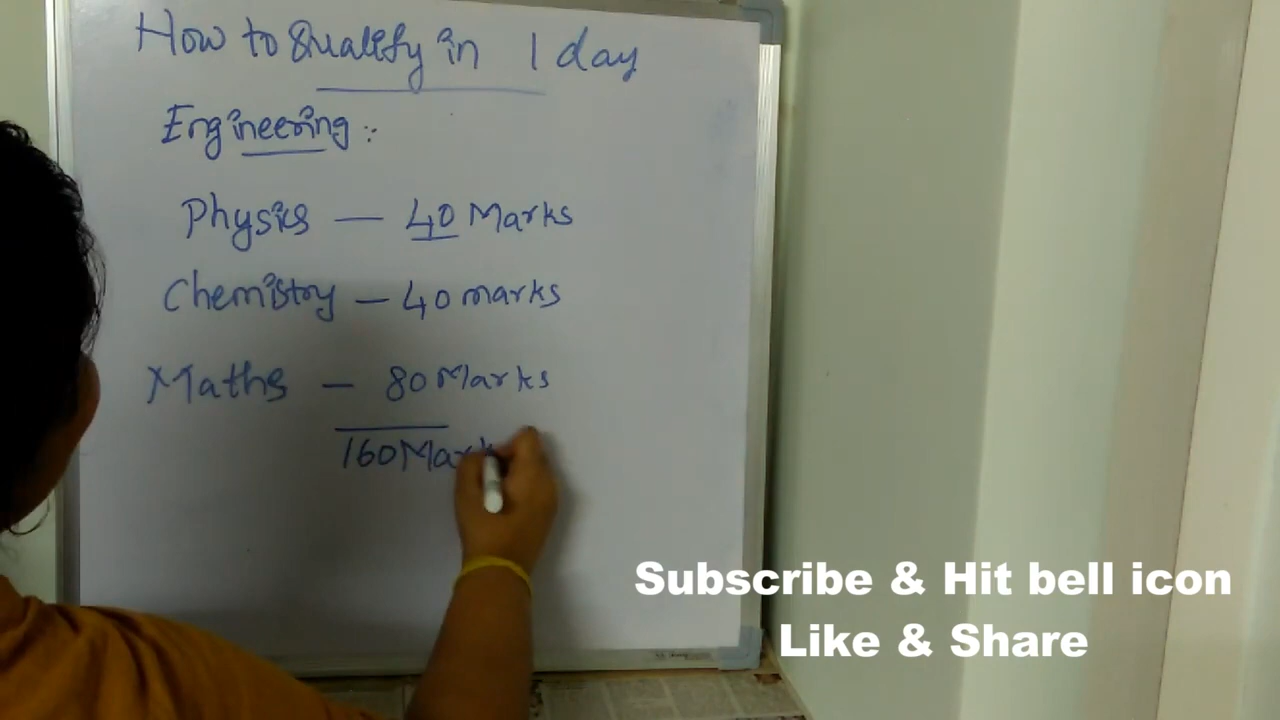 How to Qualify in 1 day
Engineering :
Physics — 40 Marks
Chemistry — 40 marks
Maths — 80 Marks
160 Mark
Subscribe & Hit bell icon
Like & Share